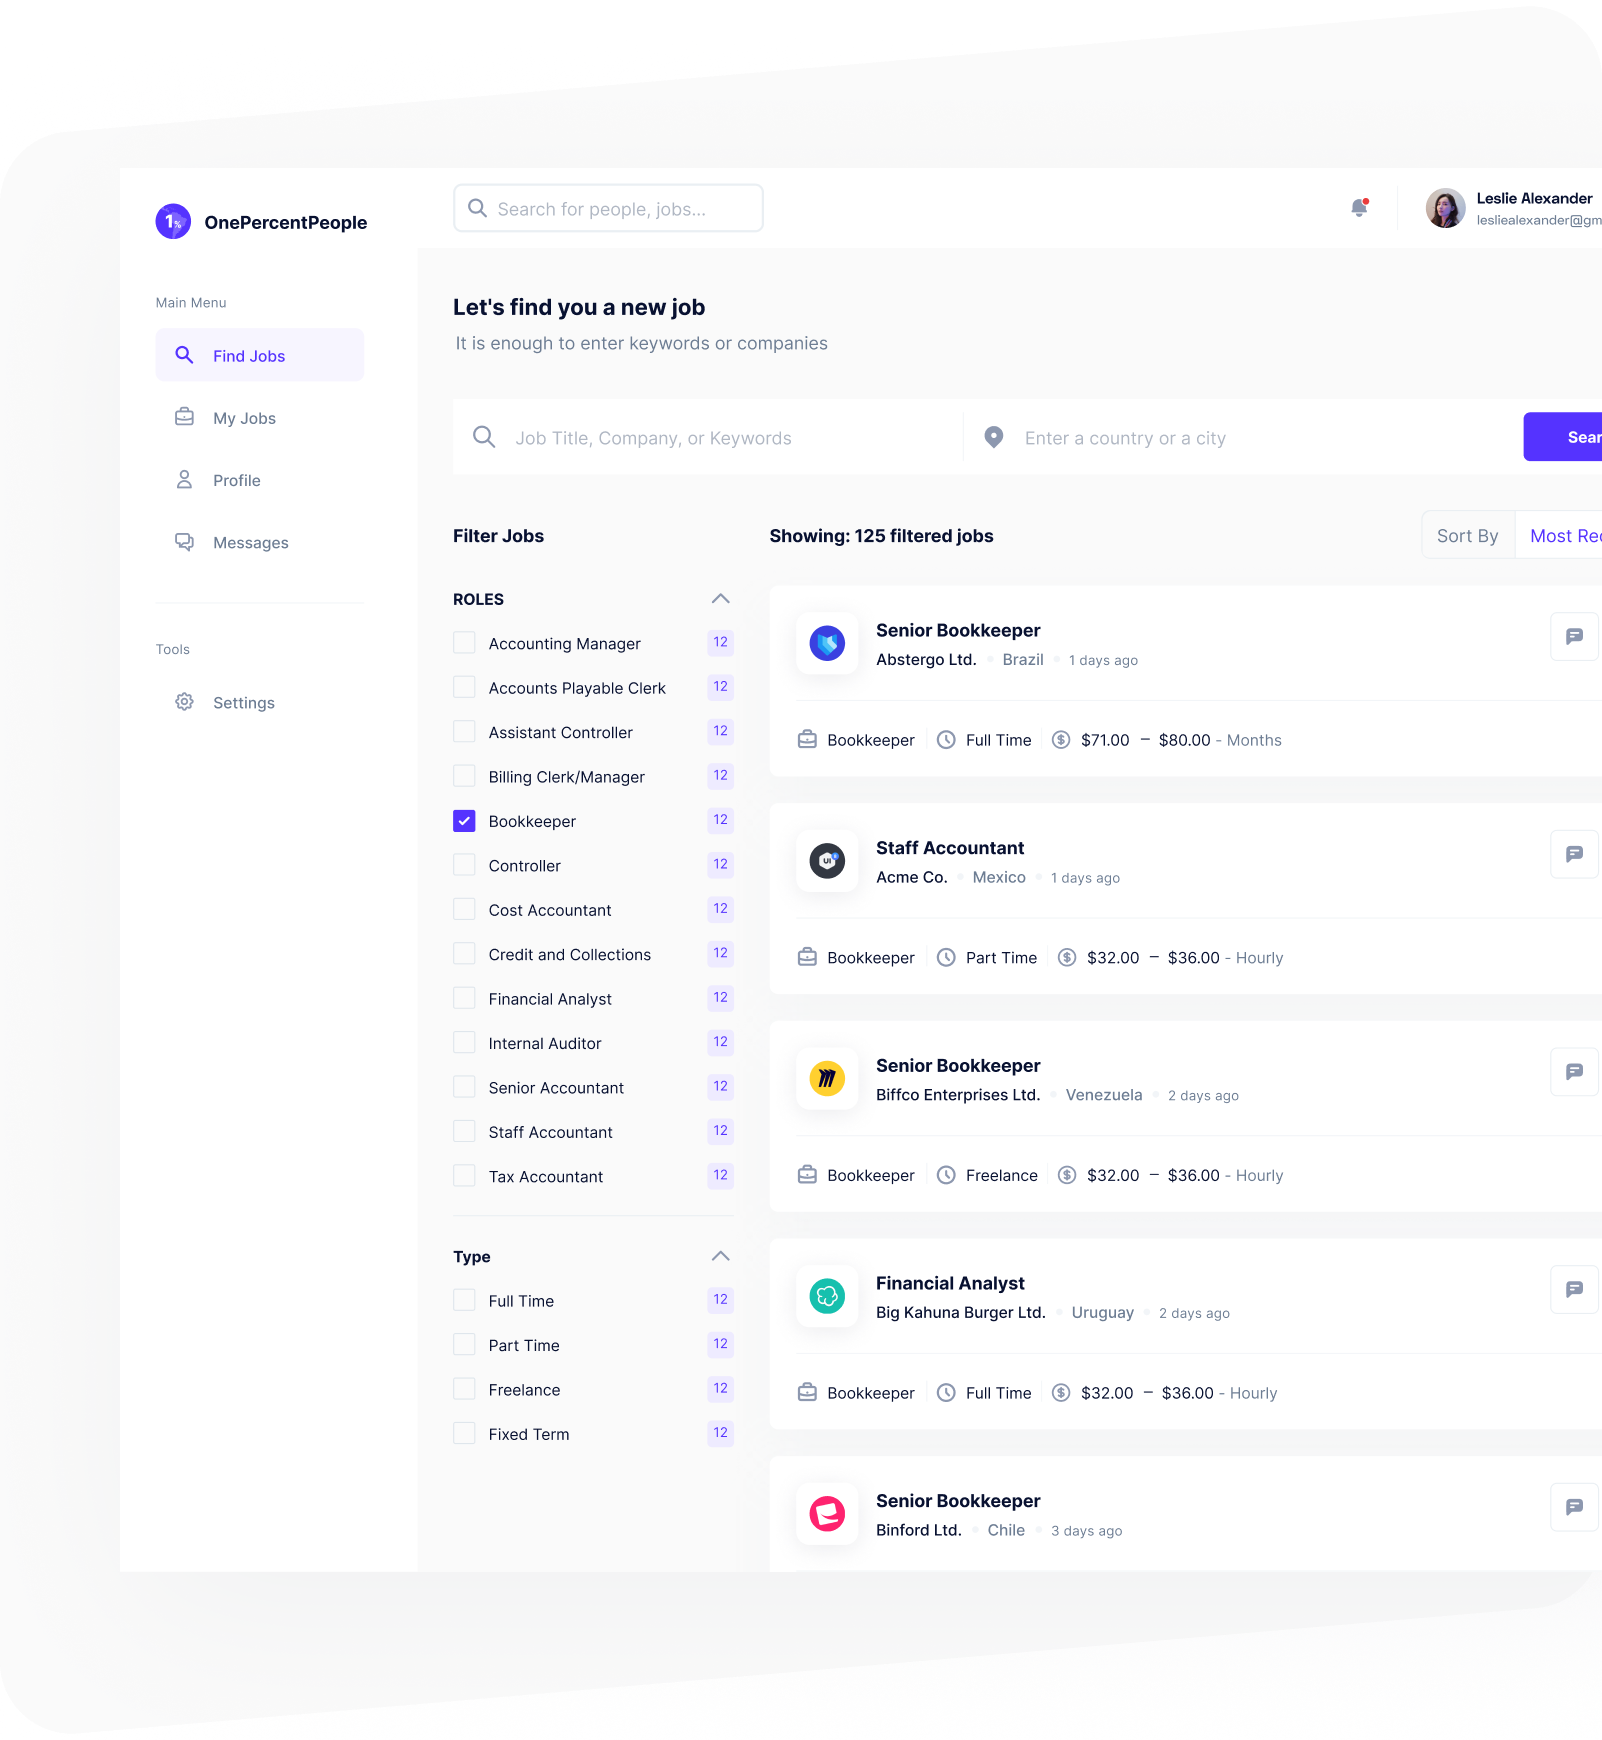 1%
OnePercentPeople
Search for people, jobs...
Leslie Alexander
lesliealexander@gm
Main Menu
Find Jobs
My Jobs
Profile
Messages
Tools
Settings
Let's find you a new job
It is enough to enter keywords or companies
Job Title, Company, or Keywords
Enter a country or a city
Sear
Filter Jobs
ROLES
Accounting Manager 12
Accounts Playable Clerk 12
Assistant Controller 12
Billing Clerk/Manager 12
Bookkeeper 12
Controller 12
Cost Accountant 12
Credit and Collections 12
Financial Analyst 12
Internal Auditor 12
Senior Accountant 12
Staff Accountant 12
Tax Accountant 12
Type
Full Time 12
Part Time 12
Freelance 12
Fixed Term 12
Showing: 125 filtered jobs
Sort By Most Rec
Senior Bookkeeper
Abstergo Ltd. Brazil 1 days ago
Bookkeeper Full Time $71.00 – $80.00 - Months
UI
Staff Accountant
Acme Co. Mexico 1 days ago
Bookkeeper Part Time $32.00 – $36.00 - Hourly
Senior Bookkeeper
Biffco Enterprises Ltd. Venezuela 2 days ago
Bookkeeper Freelance $32.00 – $36.00 - Hourly
Financial Analyst
Big Kahuna Burger Ltd. Uruguay 2 days ago
Bookkeeper Full Time $32.00 – $36.00 - Hourly
Senior Bookkeeper
Binford Ltd. Chile 3 days ago